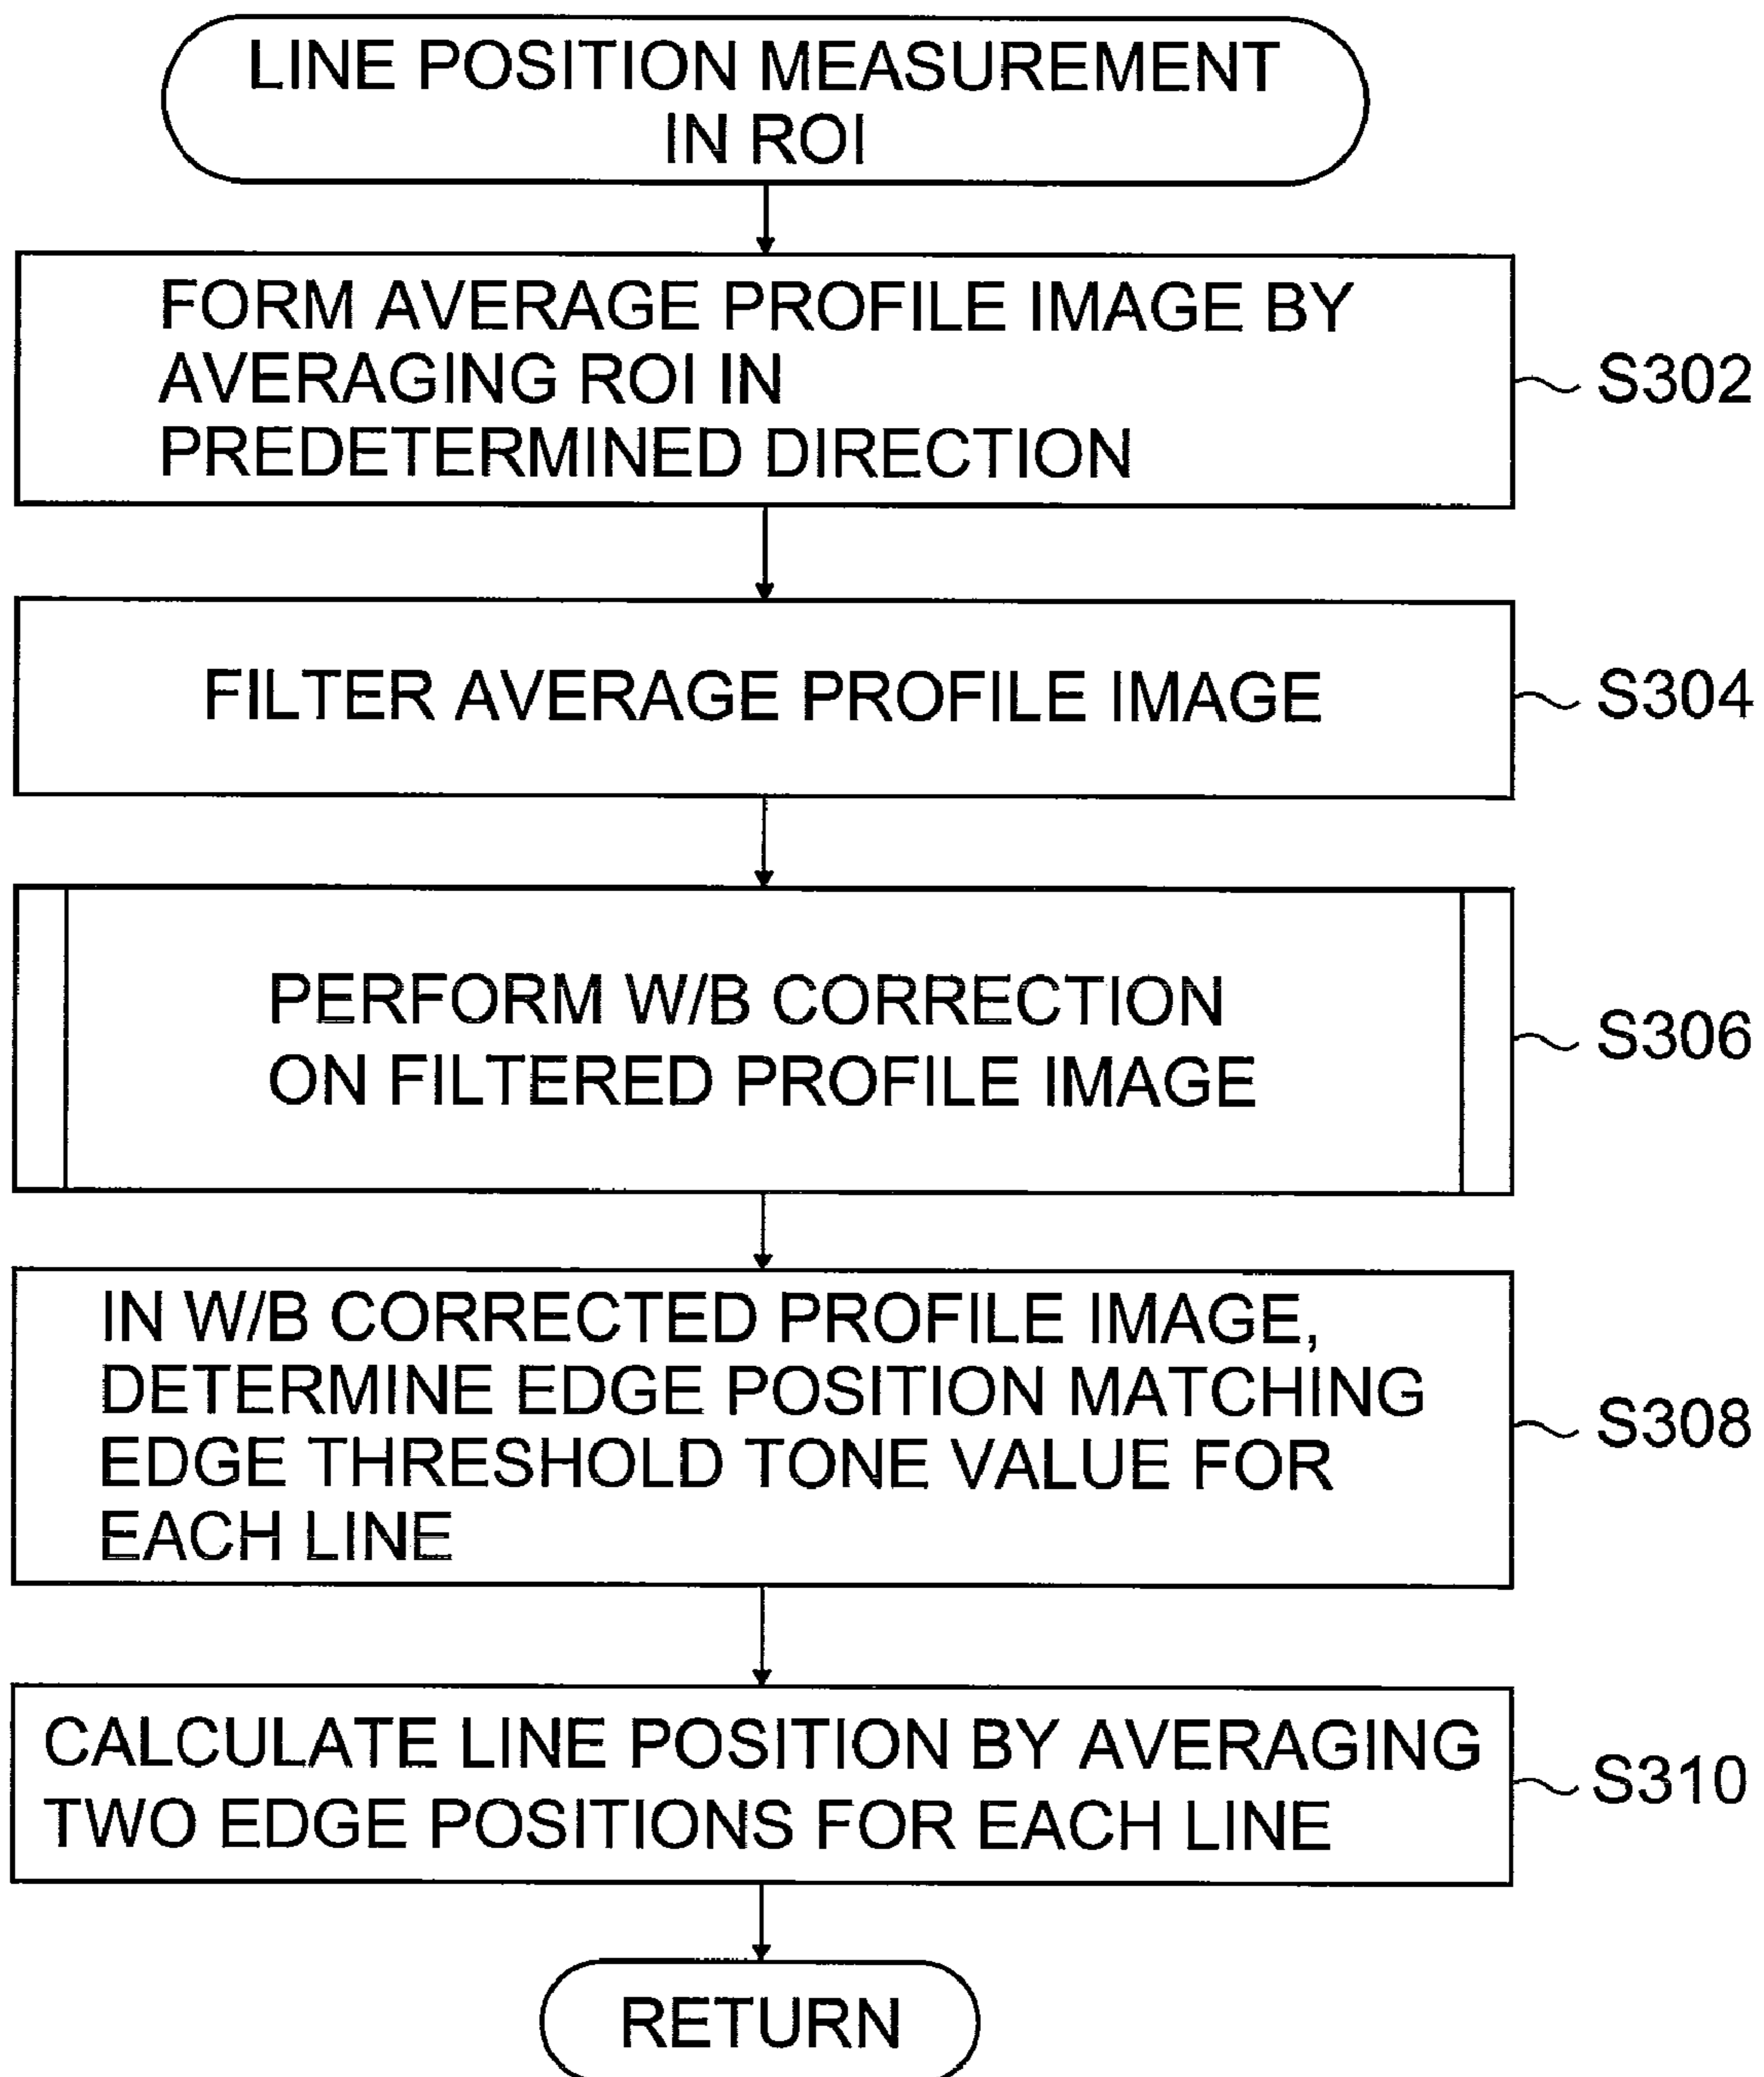 LINE POSITION MEASUREMENT
IN ROI
FORM AVERAGE PROFILE IMAGE BY
AVERAGING ROI IN
PREDETERMINED DIRECTION
S302
FILTER AVERAGE PROFILE IMAGE
S304
PERFORM W/B CORRECTION
ON FILTERED PROFILE IMAGE
S306
IN W/B CORRECTED PROFILE IMAGE,
DETERMINE EDGE POSITION MATCHING
EDGE THRESHOLD TONE VALUE FOR
EACH LINE
S308
CALCULATE LINE POSITION BY AVERAGING
TWO EDGE POSITIONS FOR EACH LINE
S310
RETURN